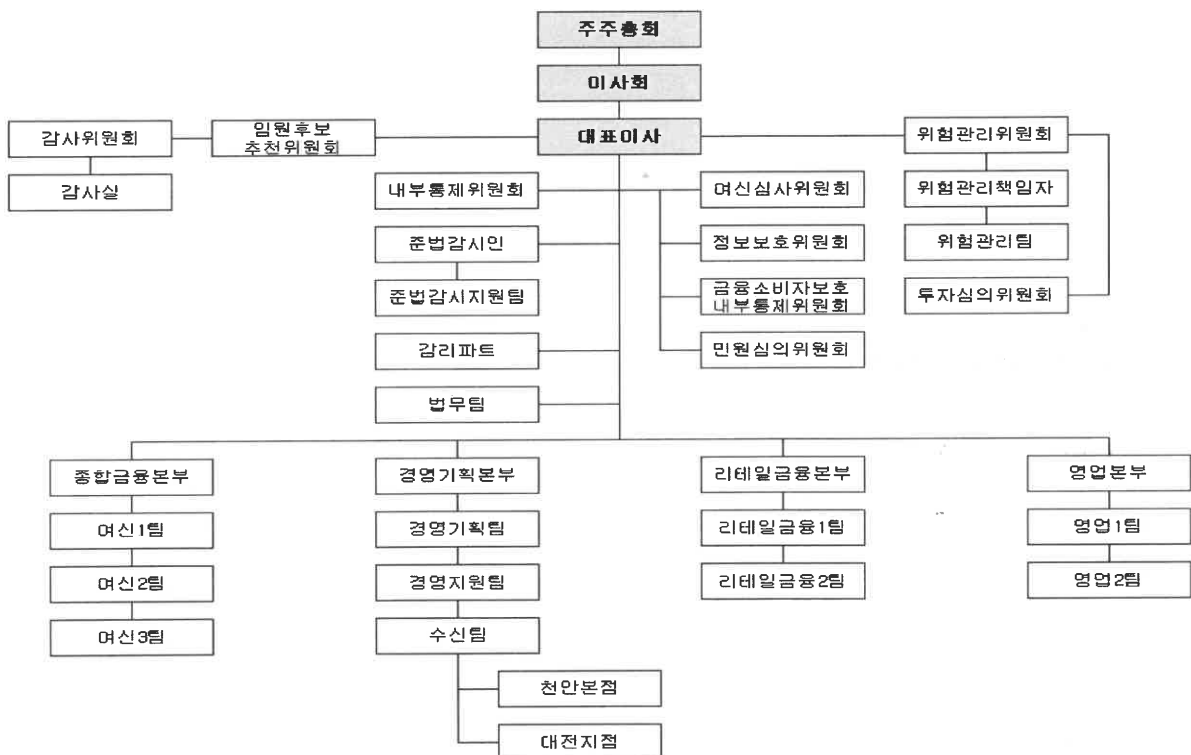 주주총회
이사회
감사위원회
임원후보
추천위원회
대표이사
위험관리위원회
감사실
내부통제위원회
여신심사위원회
위험관리책임자
준법감시인
정보보호위원회
위험관리팀
준법감시지원팀
금융소비자보호
내부통제위원회
투자심의위원회
감리파트
민원심의위원회
법무팀
종합금융본부
경영기획본부
리테일금융본부
영업본부
여신1팀
경영기획팀
리테일금융1팀
영업1팀
여신2팀
경영지원팀
리테일금융2팀
영업2팀
여신3팀
수신팀
천안본점
대전지점